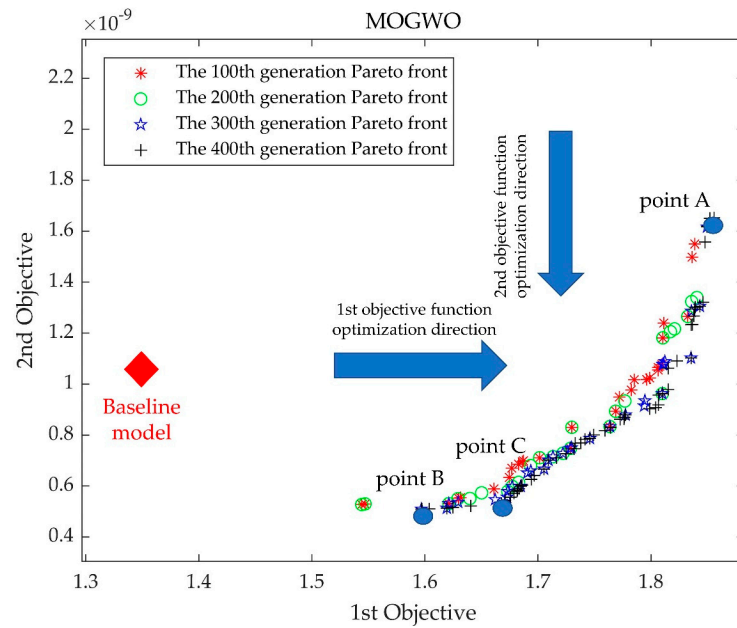 MOGWO
×10⁻⁹
The 100th generation Pareto front
The 200th generation Pareto front
The 300th generation Pareto front
The 400th generation Pareto front
2.2
2
1.8
1.6
1.4
1.2
1
0.8
0.6
0.4
2nd Objective
2nd objective function
optimization direction
point A
1st objective function
optimization direction
Baseline
model
point C
point B
1.3
1.4
1.5
1.6
1.7
1.8
1st Objective